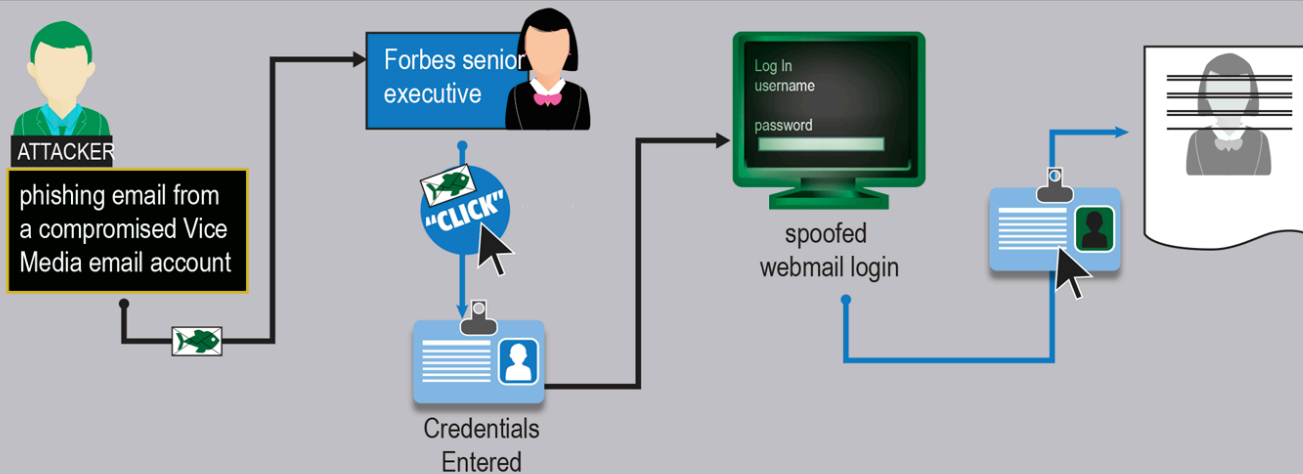 ATTACKER
phishing email from
a compromised Vice
Media email account
Forbes senior
executive
"CLICK"
Credentials
Entered
Log In
username
password
spoofed
webmail login